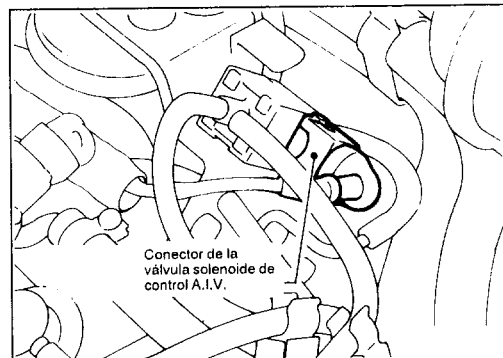 Conector de la
válvula solenoide de
control A.I.V.